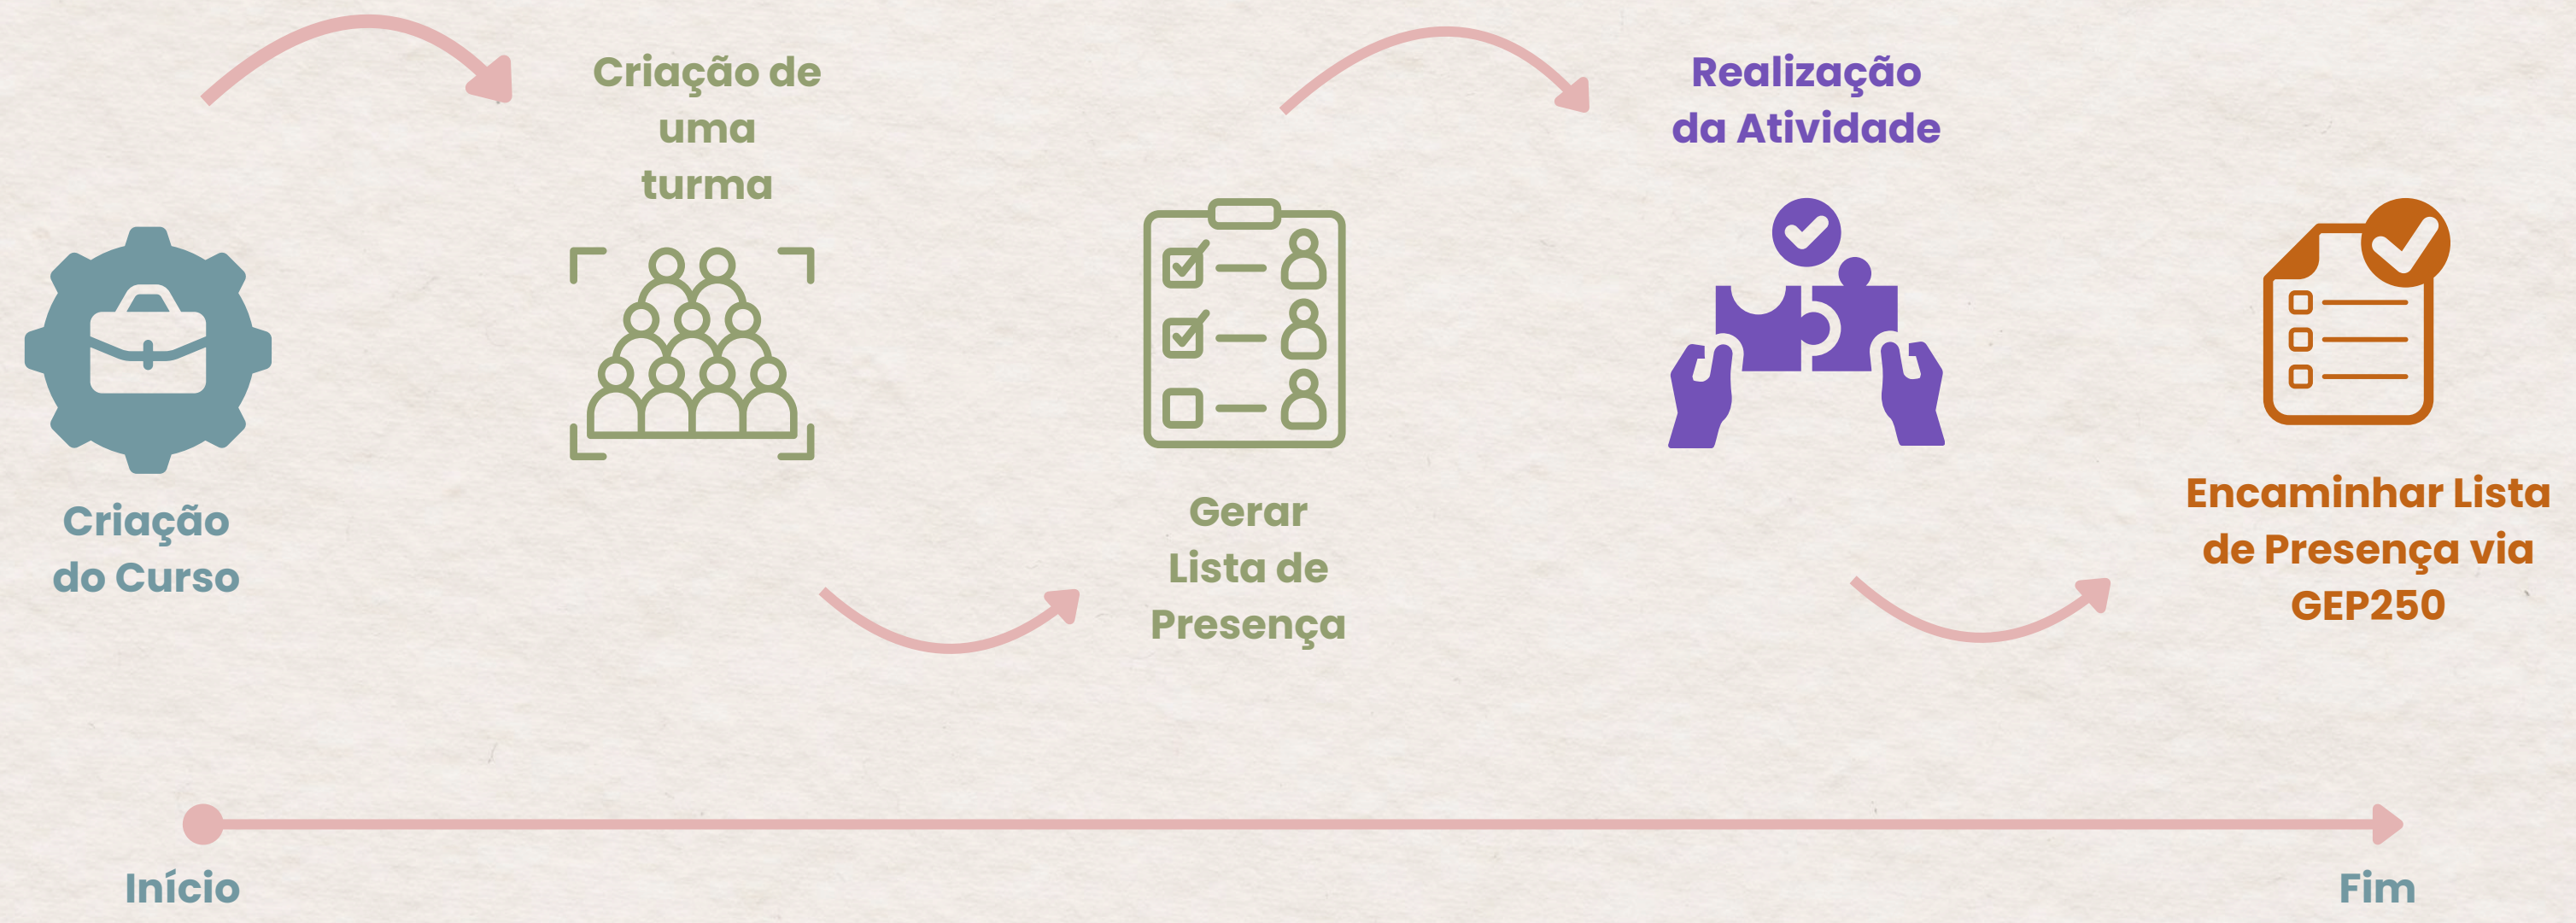 Criação
do Curso
Criação de
uma
turma
Gerar
Lista de
Presença
Realização
da Atividade
Encaminhar Lista
de Presença via
GEP250
Início
Fim